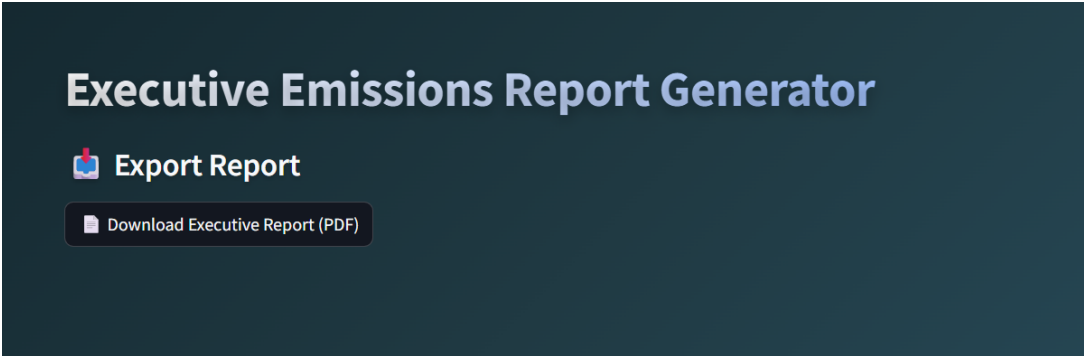 Executive Emissions Report Generator
Export Report
Download Executive Report (PDF)